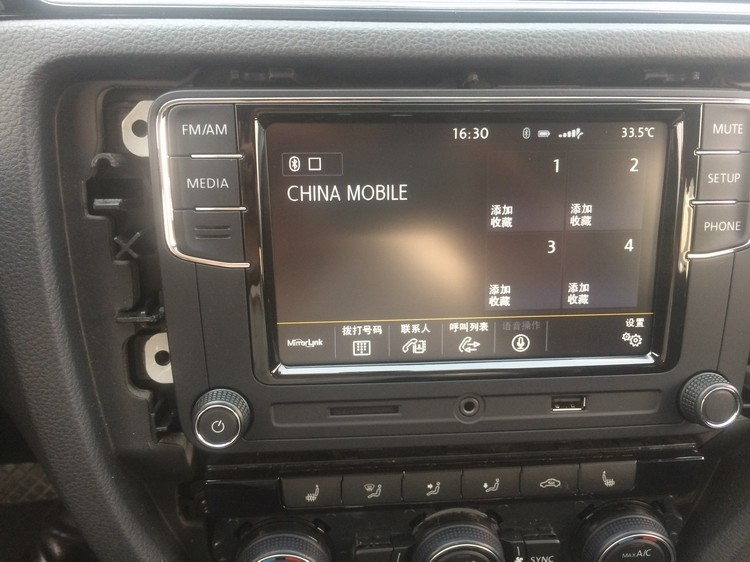 FM/AM
MEDIA
MUTE
SETUP
PHONE
16:30
33.5℃
CHINA MOBILE
1
添加
收藏
2
添加
收藏
3
添加
收藏
4
添加
收藏
MirrorLink
拨打号码
联系人
呼叫列表
语音操作
设置
SYNC
MAX A/C